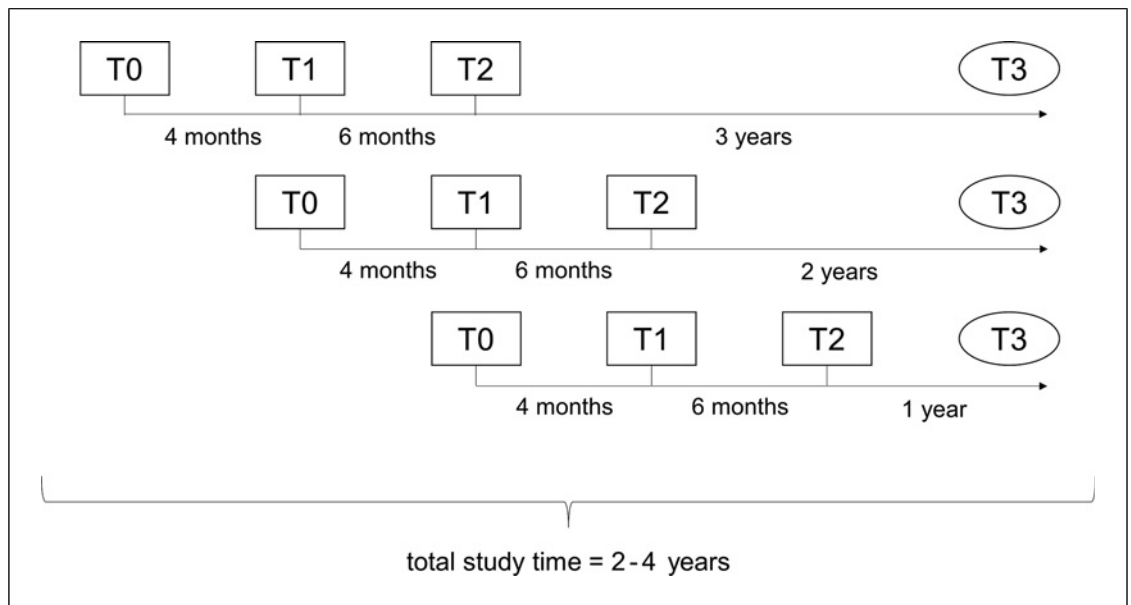 T0 T1 T2 T3
4 months 6 months 3 years
T0 T1 T2 T3
4 months 6 months 2 years
T0 T1 T2 T3
4 months 6 months 1 year
total study time = 2-4 years